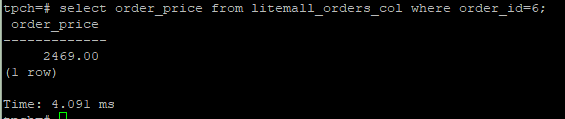 tpch=# select order_price from litemall_orders_col where order_id=6;
 order_price
-------------
     2469.00
(1 row)

Time: 4.091 ms
tpch=#